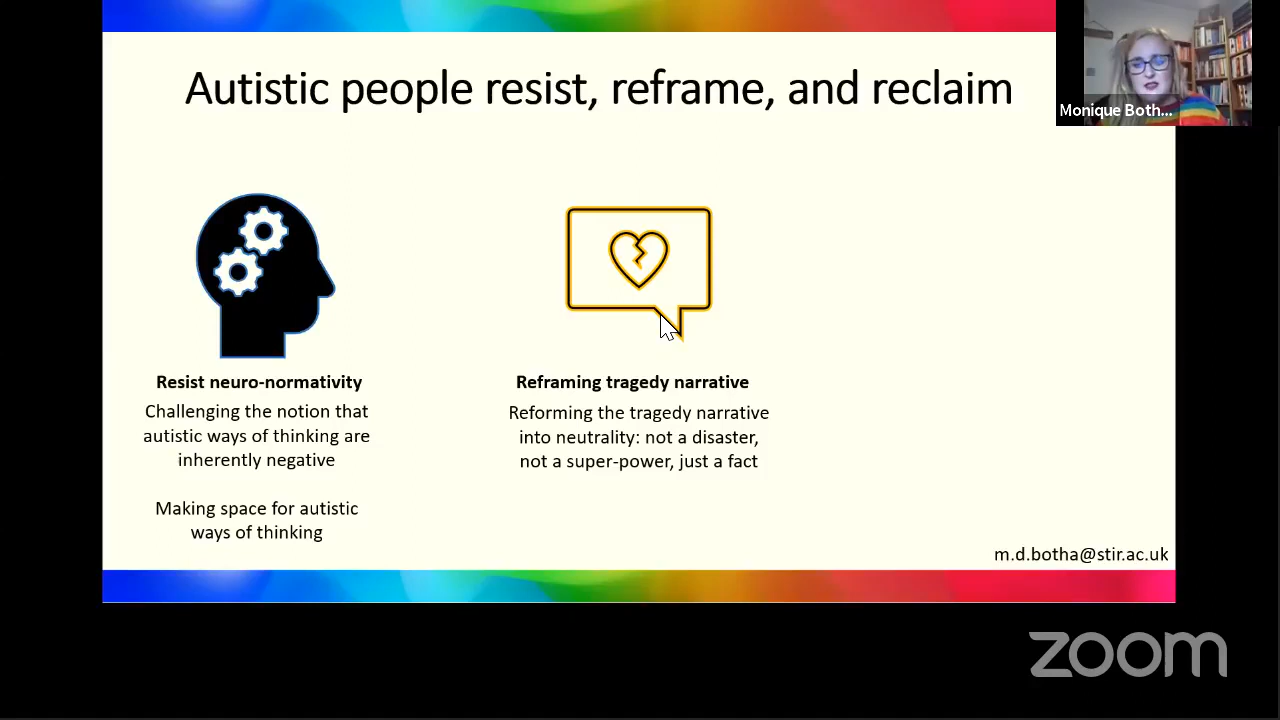 Autistic people resist, reframe, and reclaim
Monique Both...
Resist neuro-normativity
Challenging the notion that
autistic ways of thinking are
inherently negative
Making space for autistic
ways of thinking
Reframing tragedy narrative
Reforming the tragedy narrative
into neutrality: not a disaster,
not a super-power, just a fact
m.d.botha@stir.ac.uk
zoom